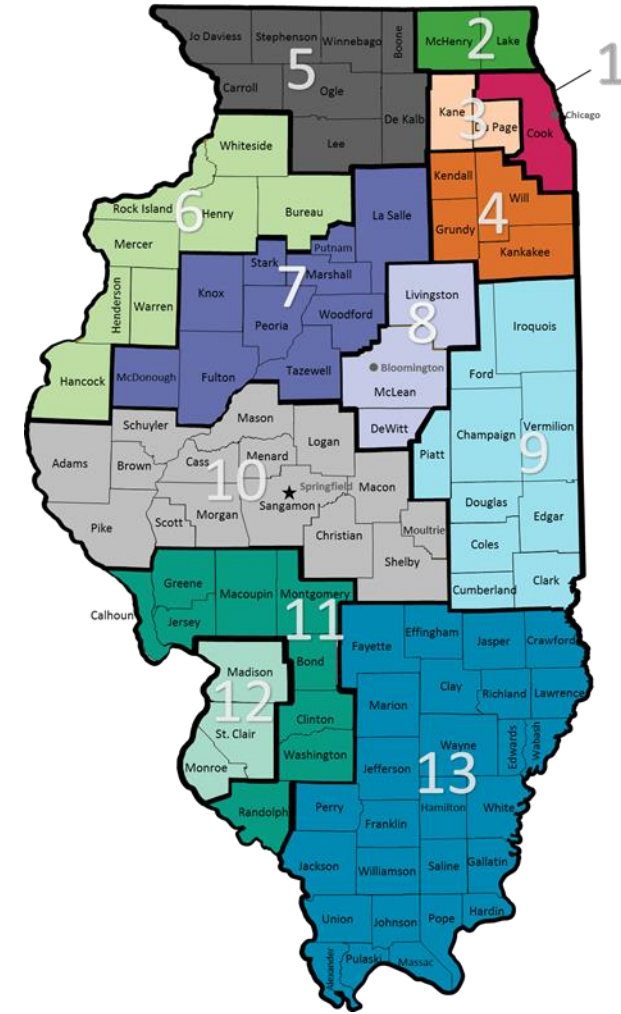 Jo Daviess
Stephenson
Winnebago
Boone
McHenry
Lake
2
5
1
Carroll
Ogle
De Kalb
Lee
Kane
3
Du Page
Cook
Chicago
Whiteside
Rock Island
6
Henry
Bureau
Mercer
Henderson
Warren
Hancock
La Salle
Kendall
Will
4
Grundy
Kankakee
Putnam
Stark
7
Marshall
Knox
Peoria
Woodford
McDonough
Fulton
Tazewell
Livingston
8
Bloomington
McLean
DeWitt
Iroquois
Ford
Champaign
Vermilion
9
Piatt
Douglas
Edgar
Coles
Cumberland
Clark
Schuyler
Mason
Logan
Adams
Brown
Cass
Menard
10
Springfield
Sangamon
Macon
Pike
Scott
Morgan
Christian
Moultrie
Shelby
Calhoun
Greene
Jersey
Macoupin
Montgomery
11
Bond
Clinton
Washington
Randolph
Madison
12
St. Clair
Monroe
Fayette
Effingham
Jasper
Crawford
Clay
Richland
Lawrence
Marion
Wayne
Edwards
Wabash
Jefferson
13
Hamilton
White
Perry
Franklin
Jackson
Williamson
Saline
Gallatin
Union
Johnson
Pope
Hardin
Alexander
Pulaski
Massac